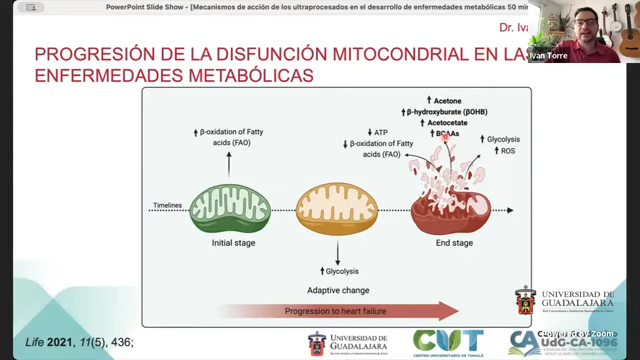 PowerPoint Slide Show - [Mecanismos de acción de los ultraprocesados en el desarrollo de enfermedades metabólicas 50 min
Dr. Iva
Ivan Torre
PROGRESIÓN DE LA DISFUNCIÓN MITOCONDRIAL EN LAS
ENFERMEDADES METABÓLICAS
↑ Acetone
↑ β-hydroxyburate (βOHB)
↑ Acetocetate
↑ BCAAs
↑ β-oxidation of Fatty
acids (FAO)
↓ ATP
↓ β-oxidation of Fatty
acids (FAO)
↑ Glycolysis
↑ ROS
Timelines
Initial stage
End stage
↑ Glycolysis
Adaptive change
Progression to heart failure
UNIVERSIDAD DE
GUADALAJARA
Life 2021, 11(5), 436;
UNIVERSIDAD DE
GUADALAJARA
CUT
CENTRO UNIVERSITARIO DE TONALÁ
CA
UDG-CA-1096